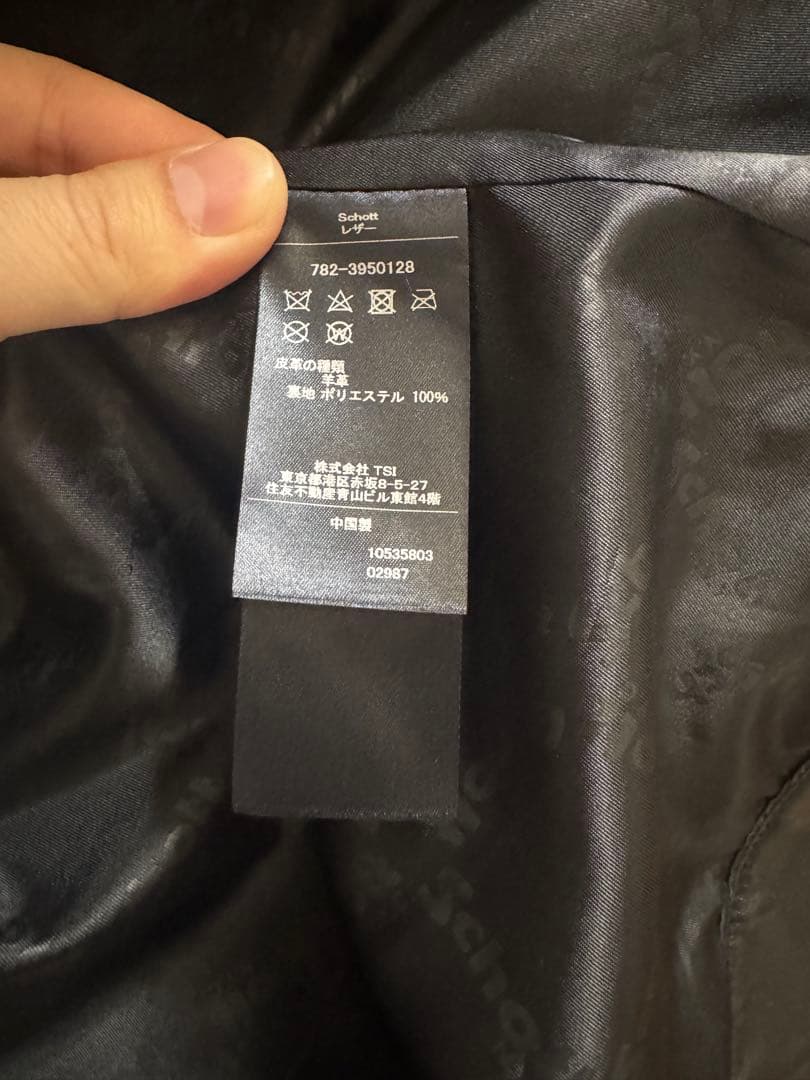 Schott
レザー
782-3950128
皮革の種類
羊革
裏地 ポリエステル 100%
株式会社 TSI
東京都港区赤坂8-5-27
住友不動産青山ビル東館4階
中国製
10535803
02987
Schott